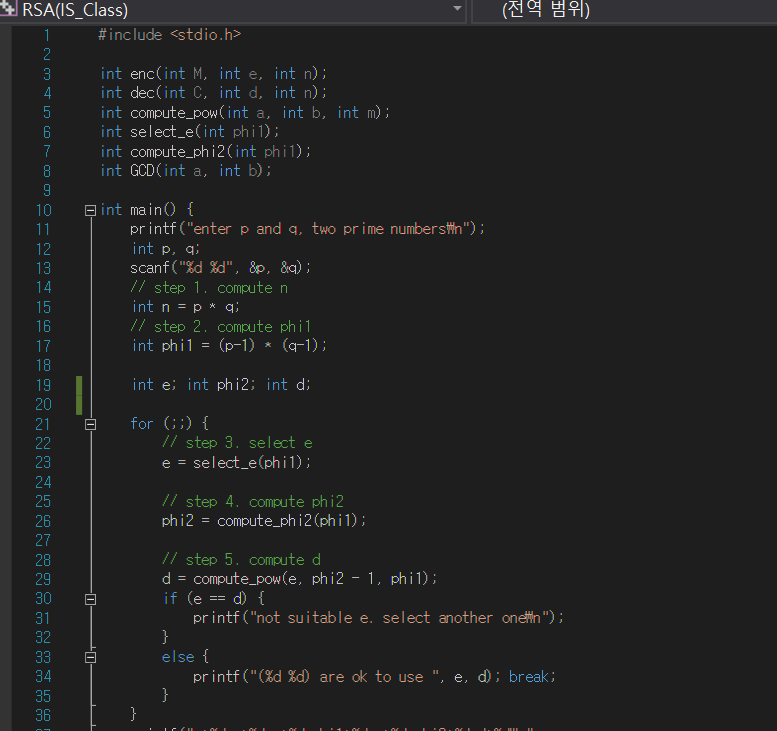 RSA(IS_Class) (전역 범위)
1 #include <stdio.h>
2
3 int enc(int M, int e, int n);
4 int dec(int C, int d, int n);
5 int compute_pow(int a, int b, int m);
6 int select_e(int phi1);
7 int compute_phi2(int phi1);
8 int GCD(int a, int b);
9
10 int main() {
11 printf("enter p and q, two prime numbers₩n");
12 int p, q;
13 scanf("%d %d", &p, &q);
14 // step 1. compute n
15 int n = p * q;
16 // step 2. compute phi1
17 int phi1 = (p-1) * (q-1);
18
19 int e; int phi2; int d;
20
21 for (;;) {
22 // step 3. select e
23 e = select_e(phi1);
24
25 // step 4. compute phi2
26 phi2 = compute_phi2(phi1);
27
28 // step 5. compute d
29 d = compute_pow(e, phi2 - 1, phi1);
30 if (e == d) {
31 printf("not suitable e. select another one₩n");
32 }
33 else {
34 printf("(%d %d) are ok to use ", e, d); break;
35 }
36 }